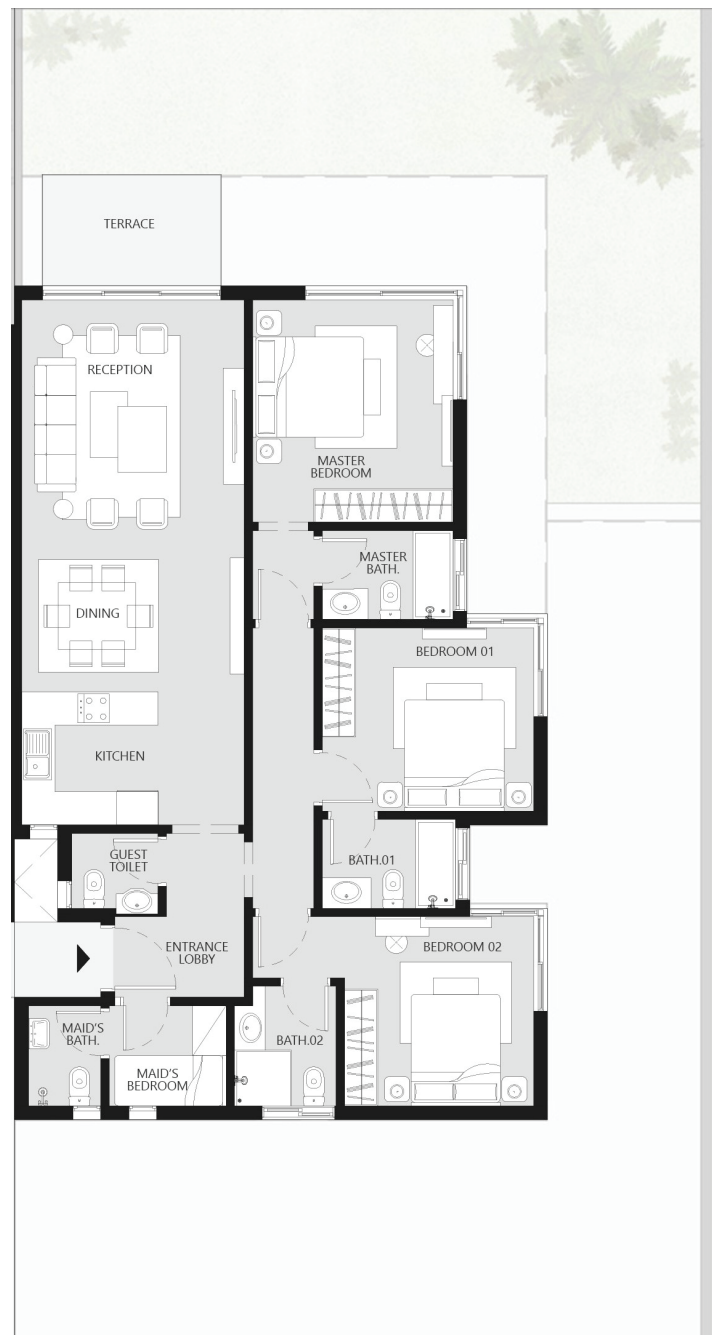 TERRACE
RECEPTION
MASTER
BEDROOM
MASTER
BATH.
DINING
BEDROOM 01
KITCHEN
GUEST
TOILET
BATH.01
ENTRANCE
LOBBY
BEDROOM 02
MAID'S
BATH.
BATH.02
MAID'S
BEDROOM